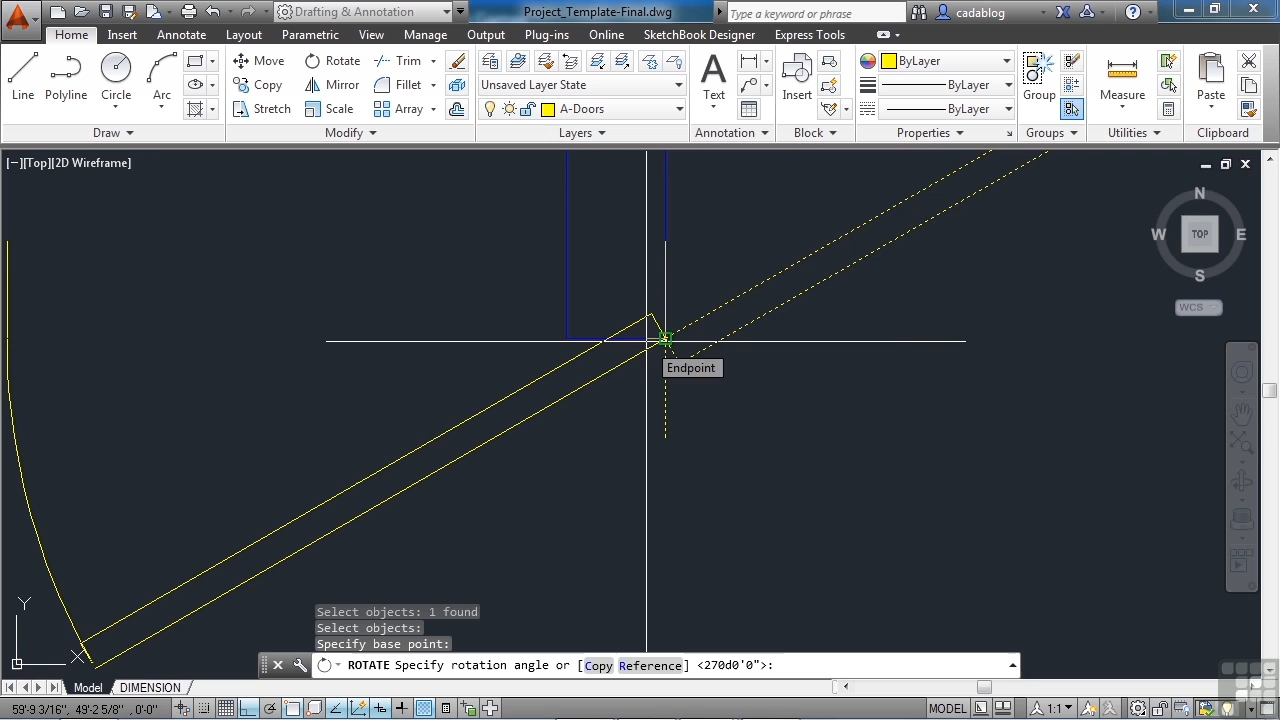 Drafting & Annotation
Project_Template-Final.dwg
Type a keyword or phrase
cadablog
Home Insert Annotate Layout Parametric View Manage Output Plug-ins Online SketchBook Designer Express Tools
Line Polyline Circle Arc
Move Rotate Trim
Copy Mirror Fillet
Stretch Scale Array
Unsaved Layer State
A-Doors
Text Insert
ByLayer
ByLayer
ByLayer
Group Measure Paste
Draw Modify Layers Annotation Block Properties Groups Utilities Clipboard
[−][Top][2D Wireframe]
N
W TOP E
S
WCS
Endpoint
Y
X
Select objects: 1 found
Select objects:
Specify base point:
ROTATE Specify rotation angle or [Copy Reference] <270d0'0">:
Model DIMENSION
59'-9 3/16", 49'-2 5/8" , 0'-0" MODEL 1:1